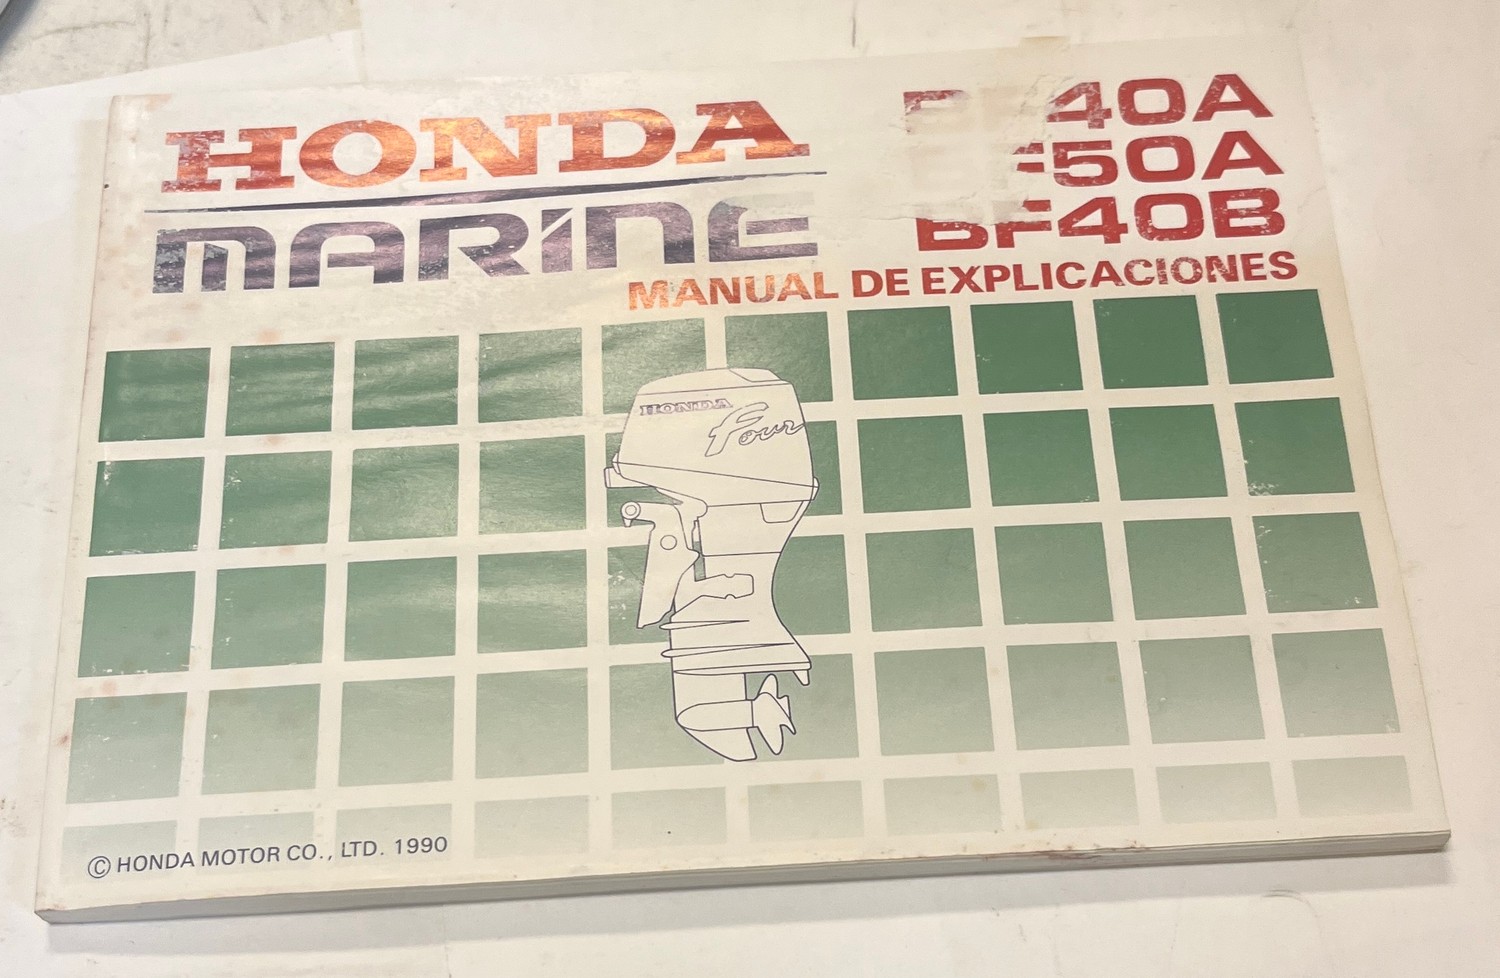 HONDA
MARINE
40A
50A
BF40B
MANUAL DE EXPLICACIONES
HONDA
Four
© HONDA MOTOR CO., LTD. 1990